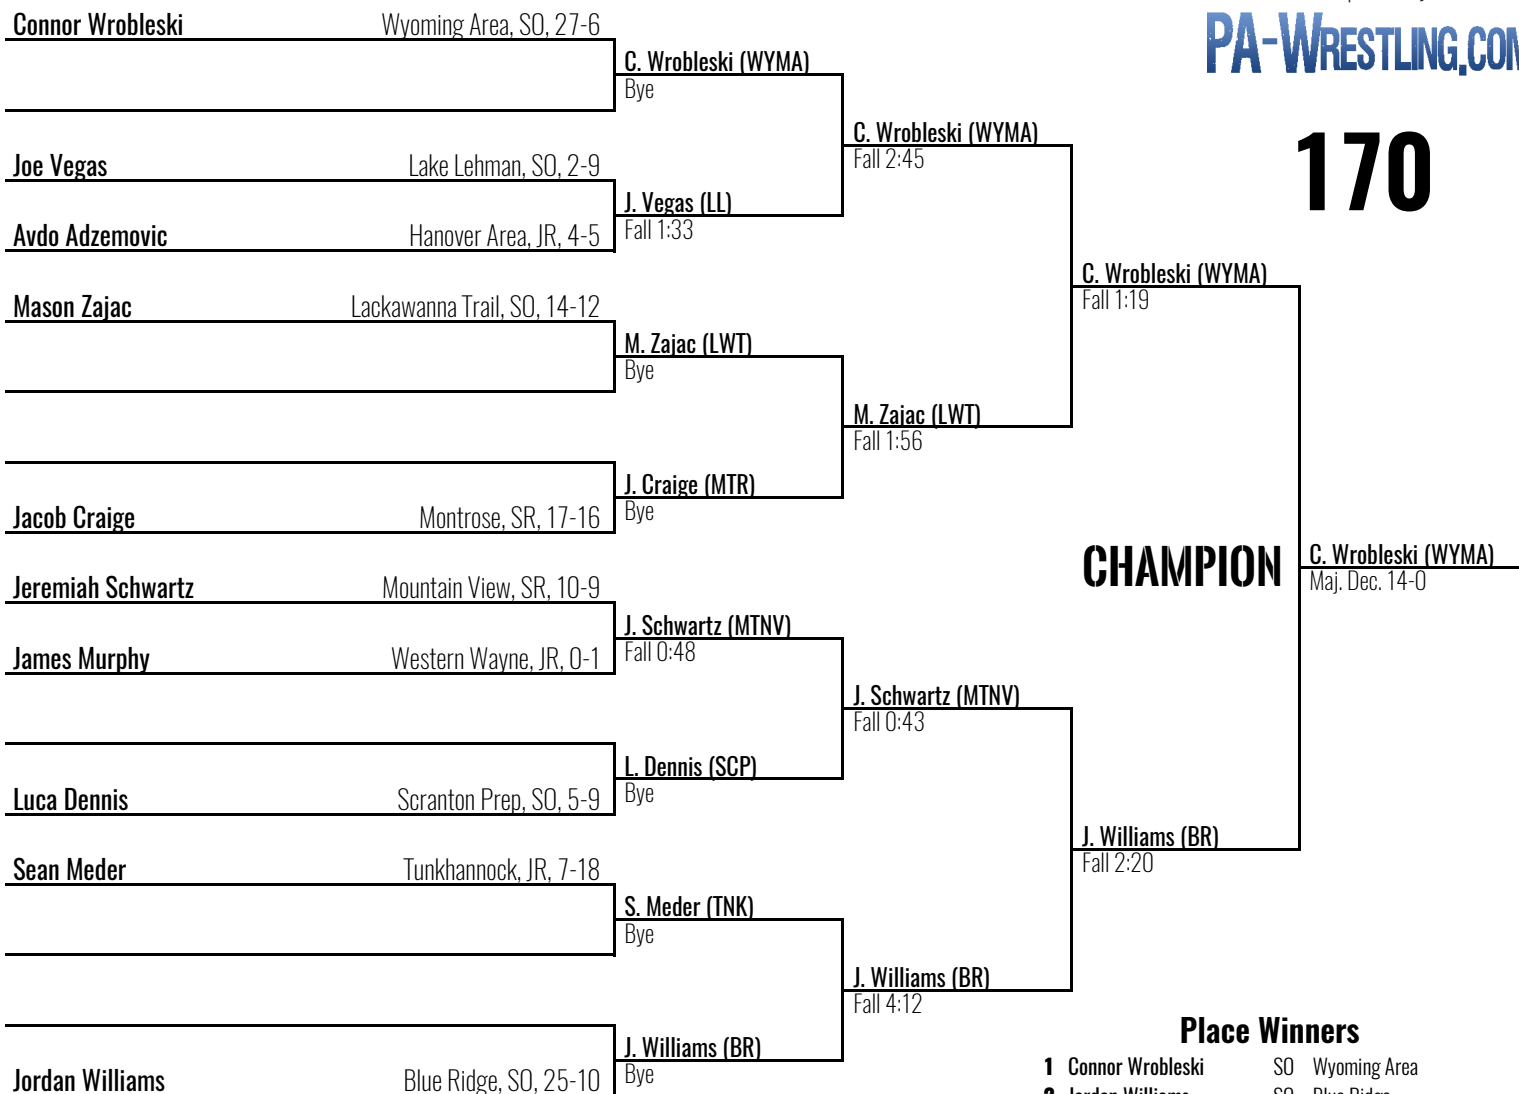 Connor Wrobleski Wyoming Area, SO, 27-6
PA-WRESTLING.COM
C. Wrobleski (WYMA)
Bye
C. Wrobleski (WYMA)
Fall 2:45
170
Joe Vegas Lake Lehman, SO, 2-9
J. Vegas (LL)
Fall 1:33
Avdo Adzemovic Hanover Area, JR, 4-5
C. Wrobleski (WYMA)
Fall 1:19
Mason Zajac Lackawanna Trail, SO, 14-12
M. Zajac (LWT)
Bye
M. Zajac (LWT)
Fall 1:56
J. Craige (MTR)
Bye
Jacob Craige Montrose, SR, 17-16
CHAMPION
C. Wrobleski (WYMA)
Maj. Dec. 14-0
Jeremiah Schwartz Mountain View, SR, 10-9
J. Schwartz (MTNV)
Fall 0:48
James Murphy Western Wayne, JR, 0-1
J. Schwartz (MTNV)
Fall 0:43
L. Dennis (SCP)
Bye
Luca Dennis Scranton Prep, SO, 5-9
J. Williams (BR)
Fall 2:20
Sean Meder Tunkhannock, JR, 7-18
S. Meder (TNK)
Bye
J. Williams (BR)
Fall 4:12
J. Williams (BR)
Bye
Jordan Williams Blue Ridge, SO, 25-10
Place Winners
1 Connor Wrobleski SO Wyoming Area
2 Jordan Williams SO Blue Ridge